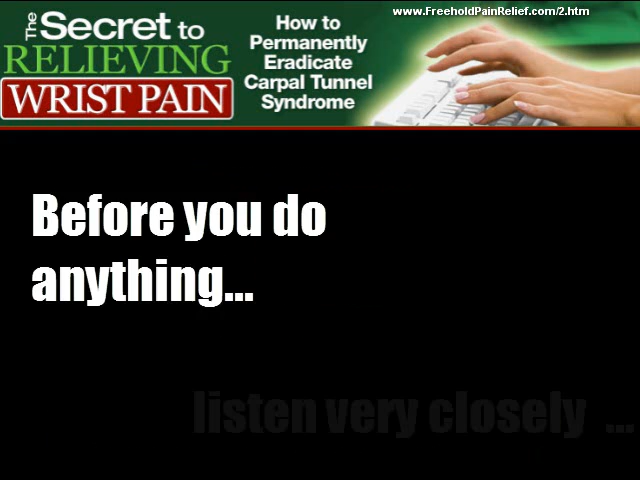 The Secret to
RELIEVING
WRIST PAIN
How to
Permanently
Eradicate
Carpal Tunnel
Syndrome
www.FreeholdPainRelief.com/2.htm
Before you do
anything...
listen very closely ...